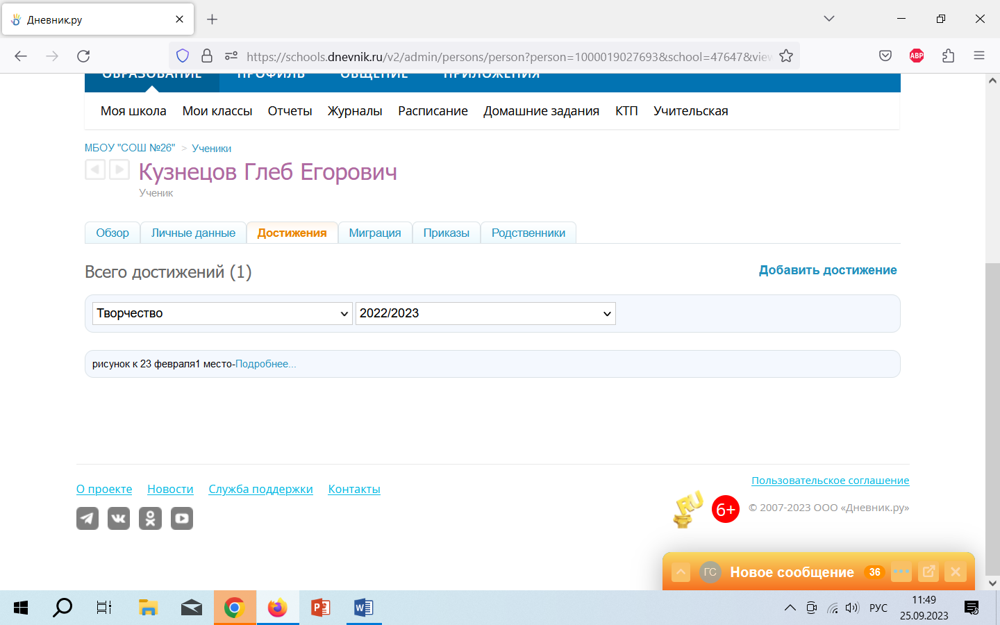 Дневник.ру
https://schools.dnevnik.ru/v2/admin/persons/person?person=1000019027693&school=47647&view
ABP
ОБРАЗОВАНИЕ ПРОФИЛЬ ОБЩЕНИЕ ПРИЛОЖЕНИЯ
Моя школа Мои классы Отчеты Журналы Расписание Домашние задания КТП Учительская
МБОУ "СОШ №26" > Ученики
Кузнецов Глеб Егорович
Ученик
Обзор Личные данные Достижения Миграция Приказы Родственники
Всего достижений (1) Добавить достижение
Творчество 2022/2023
рисунок к 23 февраля1 место-Подробнее...
О проекте Новости Служба поддержки Контакты
Пользовательское соглашение
RU 6+ © 2007-2023 ООО «Дневник.ру»
ГС Новое сообщение 36
РУС 11:49
25.09.2023